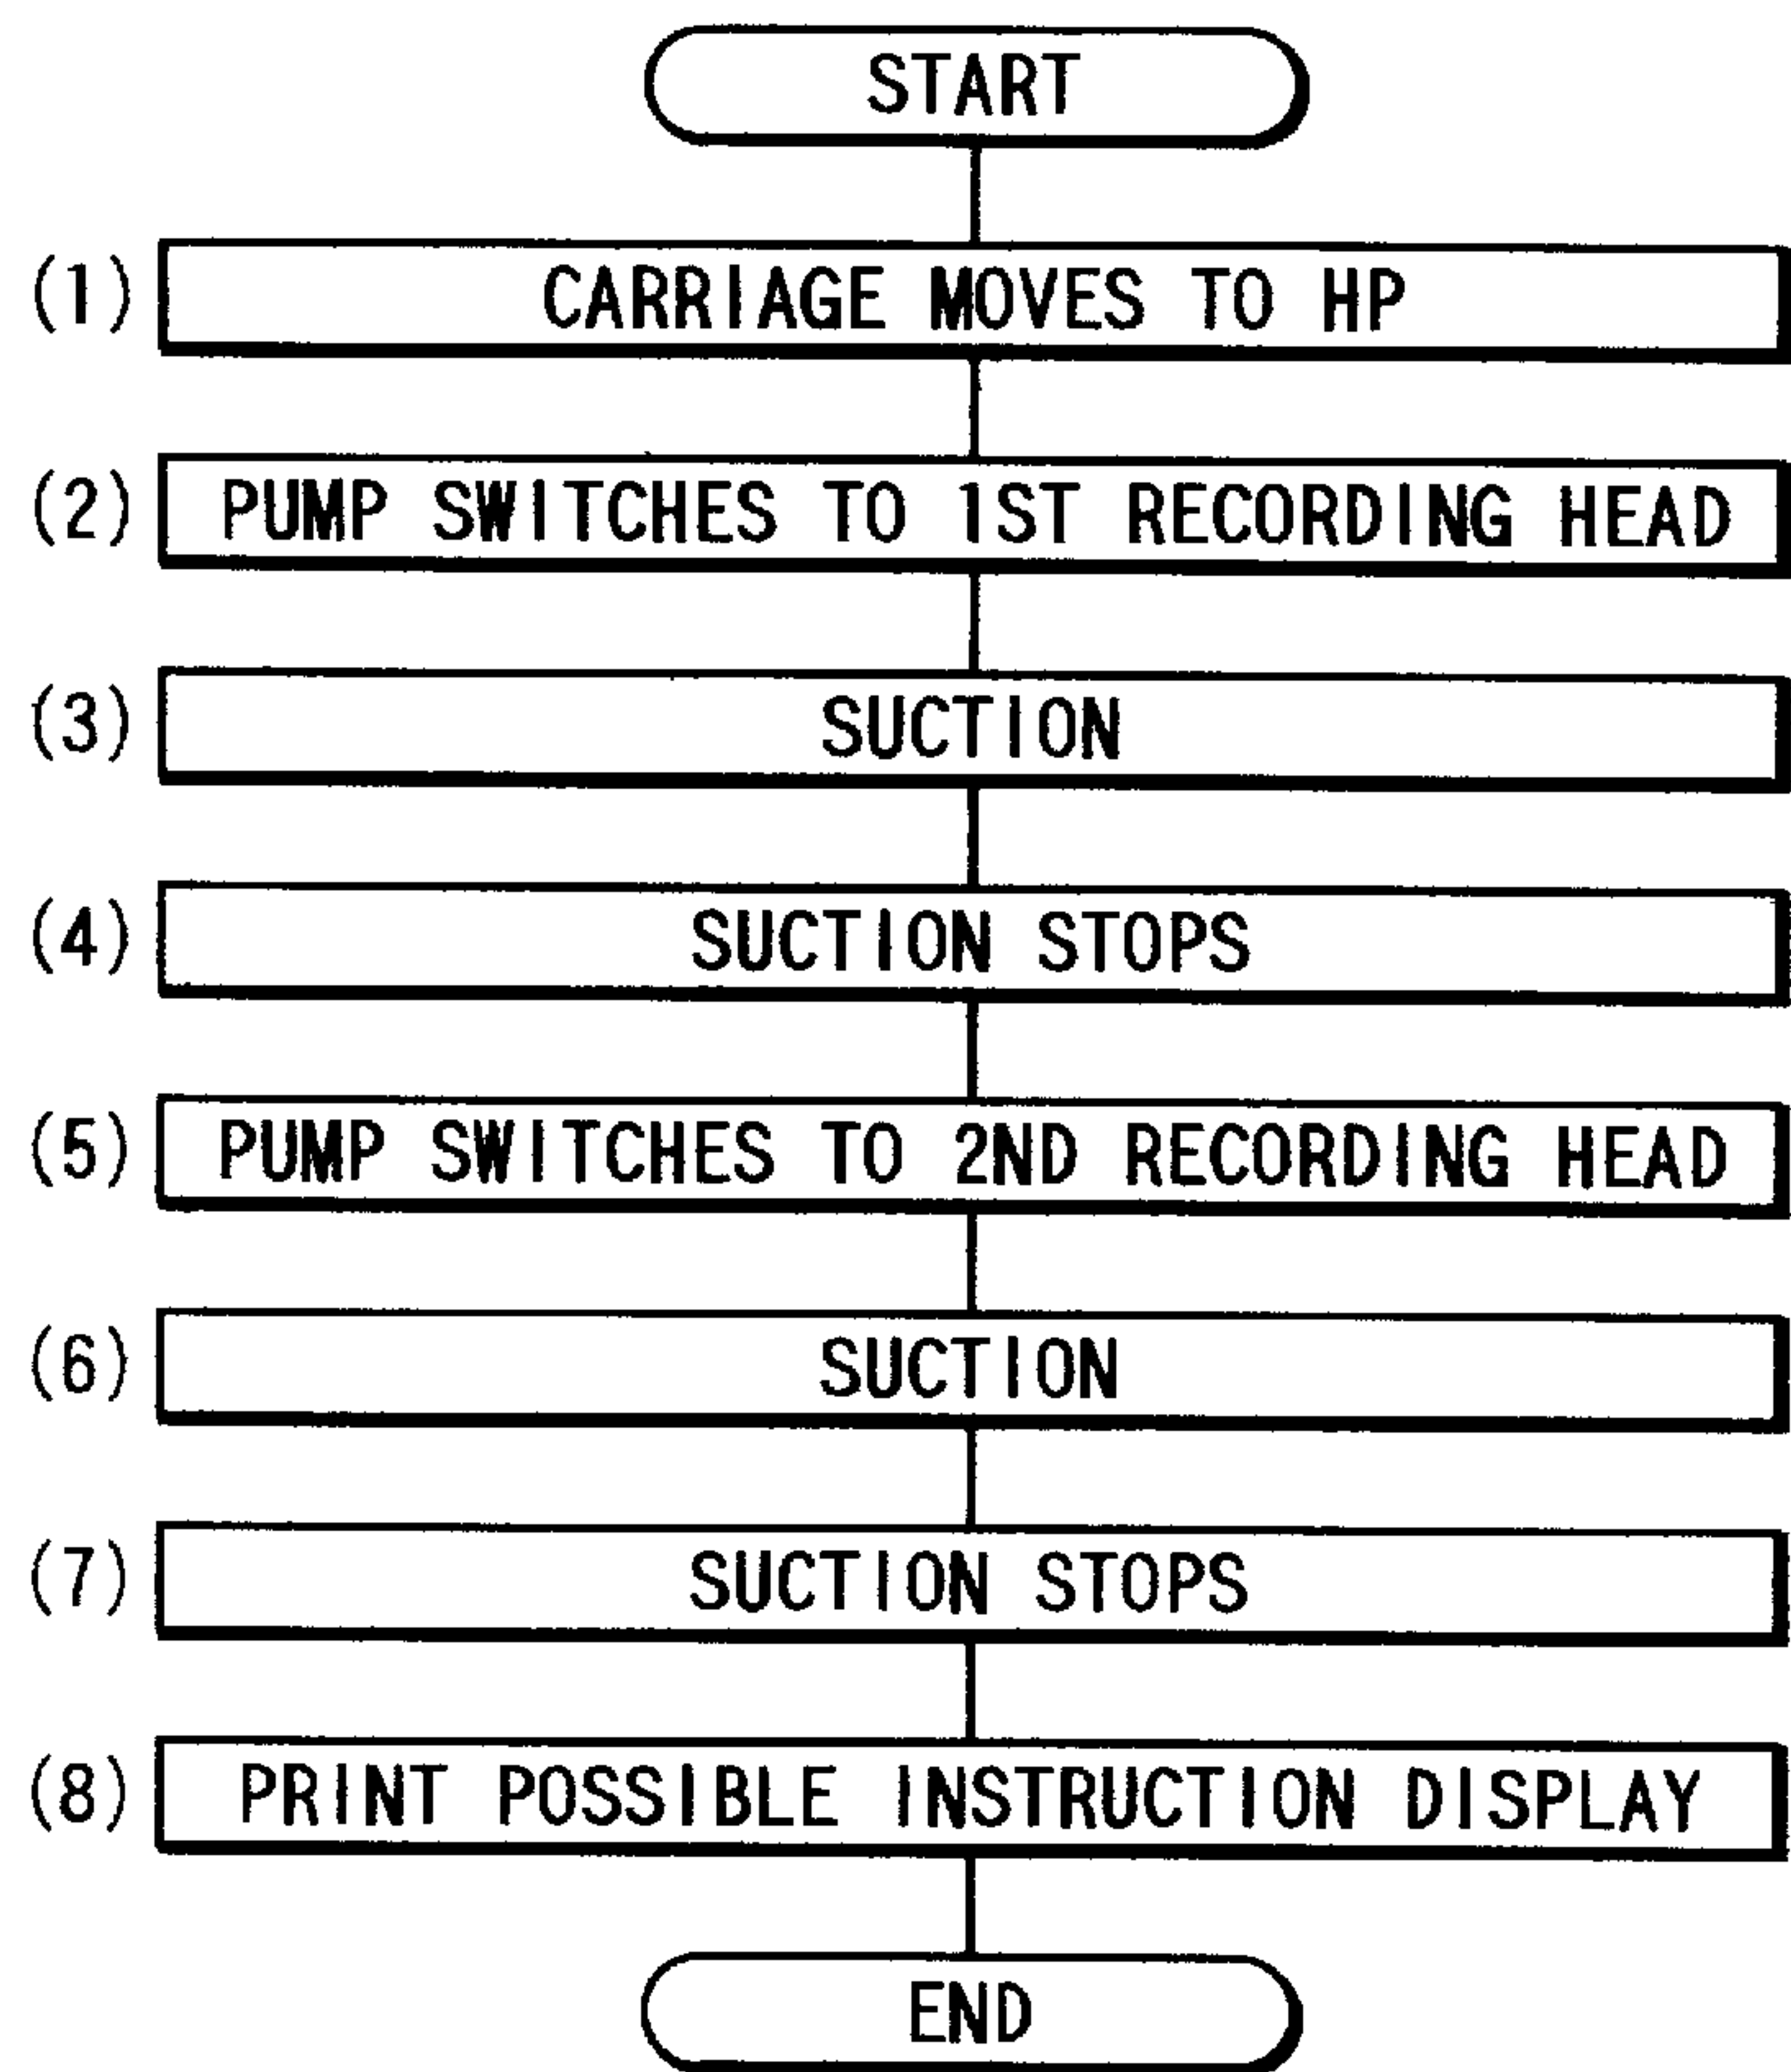 START
(1) CARRIAGE MOVES TO HP
(2) PUMP SWITCHES TO 1ST RECORDING HEAD
(3) SUCTION
(4) SUCTION STOPS
(5) PUMP SWITCHES TO 2ND RECORDING HEAD
(6) SUCTION
(7) SUCTION STOPS
(8) PRINT POSSIBLE INSTRUCTION DISPLAY
END